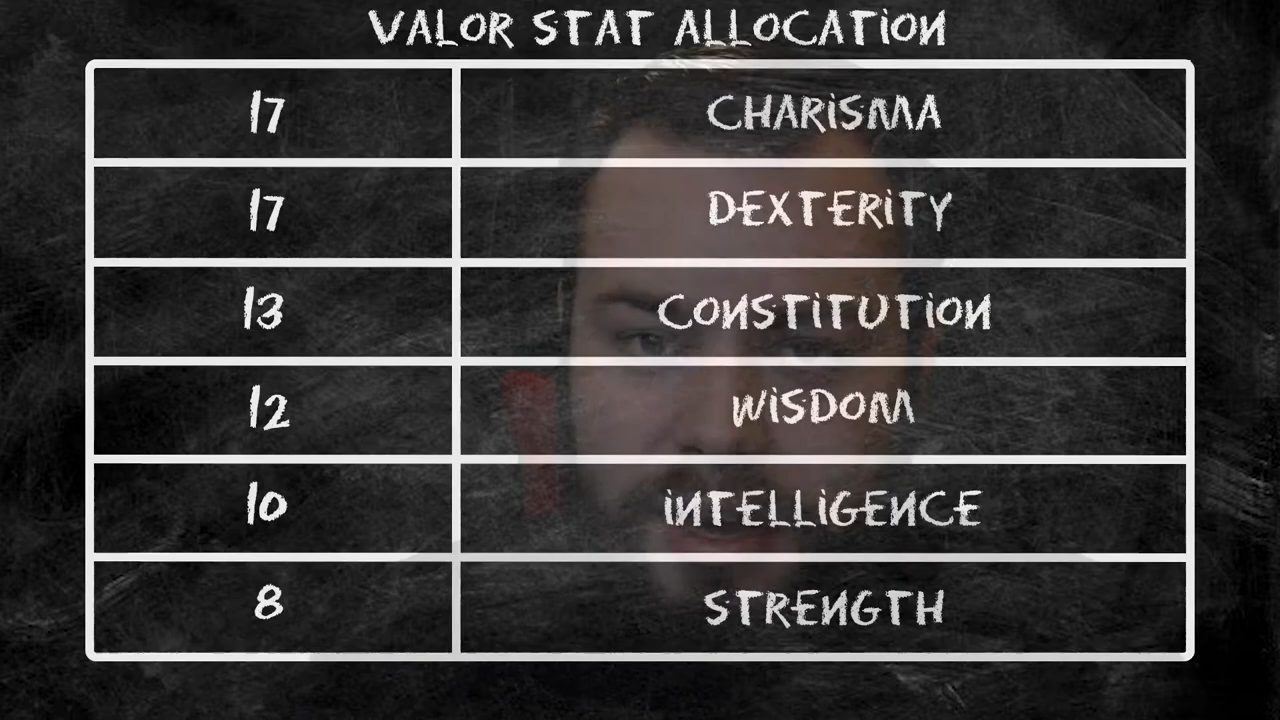 VALOR STAT ALLOCATION
17 CHARISMA
17 DEXTERITY
13 CONSTITUTION
12 WISDOM
10 INTELLIGENCE
8 STRENGTH